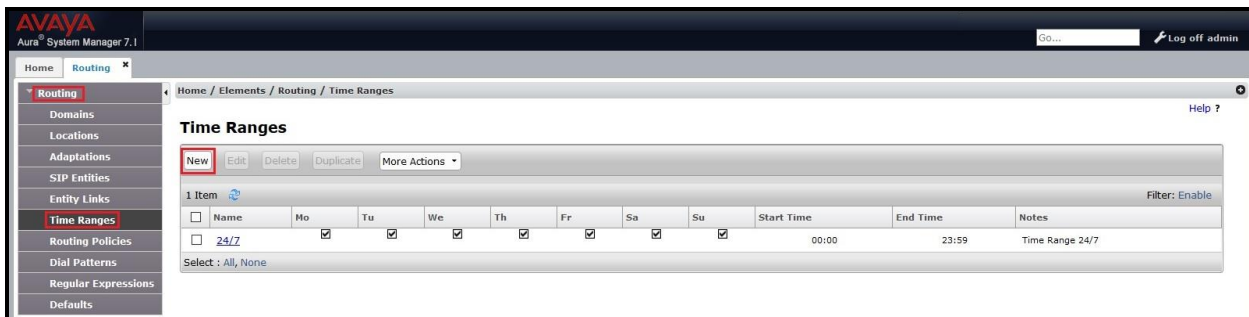 AVAYA
Aura® System Manager 7.1
Go...
Log off admin
Home
Routing ×
Routing
Domains
Locations
Adaptations
SIP Entities
Entity Links
Time Ranges
Routing Policies
Dial Patterns
Regular Expressions
Defaults
Home / Elements / Routing / Time Ranges
Help ?
Time Ranges
New Edit Delete Duplicate More Actions
1 Item
Filter: Enable
Name Mo Tu We Th Fr Sa Su Start Time End Time Notes
24/7 00:00 23:59 Time Range 24/7
Select : All, None